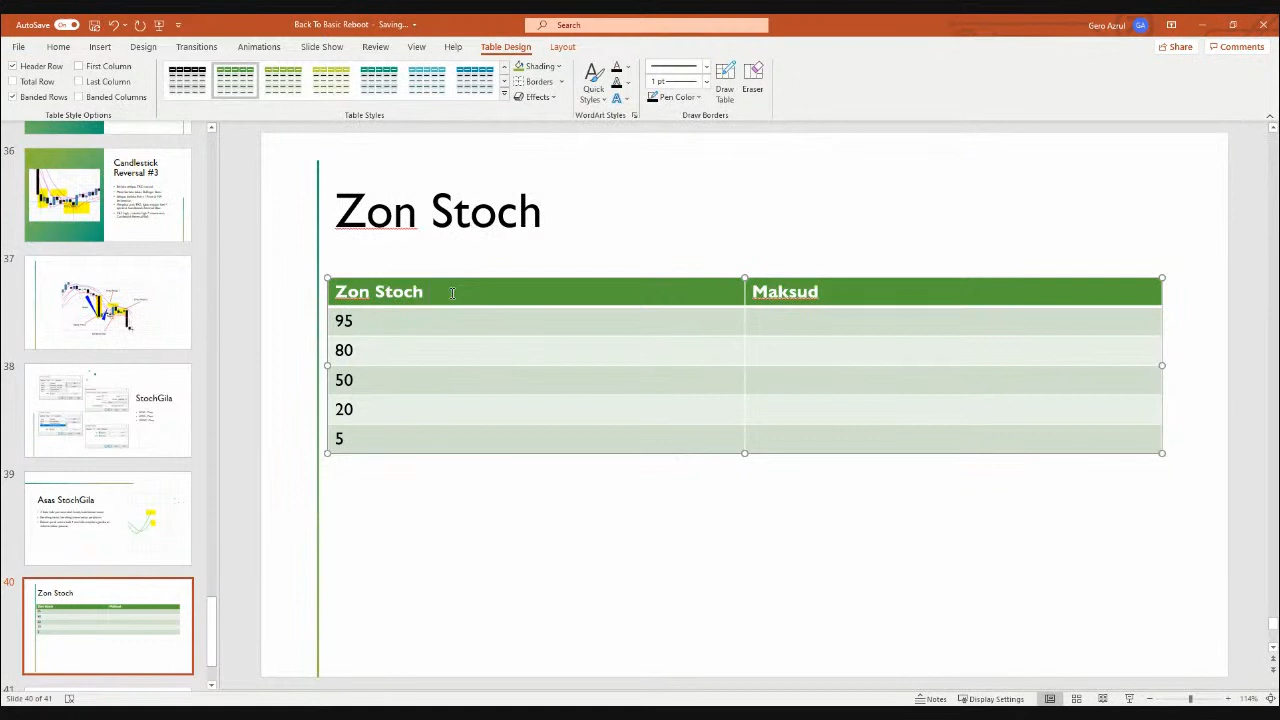 AutoSave
On
Back To Basic Reboot - Saving...
Search
Gero Azrul
GA
File
Home
Insert
Design
Transitions
Animations
Slide Show
Review
View
Help
Table Design
Layout
Share
Comments
Header Row
First Column
Total Row
Last Column
Banded Rows
Banded Columns
Table Style Options
Table Styles
Shading
Borders
Effects
Quick
Styles
WordArt Styles
1 pt
Pen Color
Draw
Table
Eraser
Draw Borders
36
Candlestick
Reversal #3
37
38
StochGila
39
Asas StochGila
40
Zon Stoch
41
Zon Stoch
Zon Stoch
Maksud
95
80
50
20
5
Slide 40 of 41
Notes
Display Settings
114%